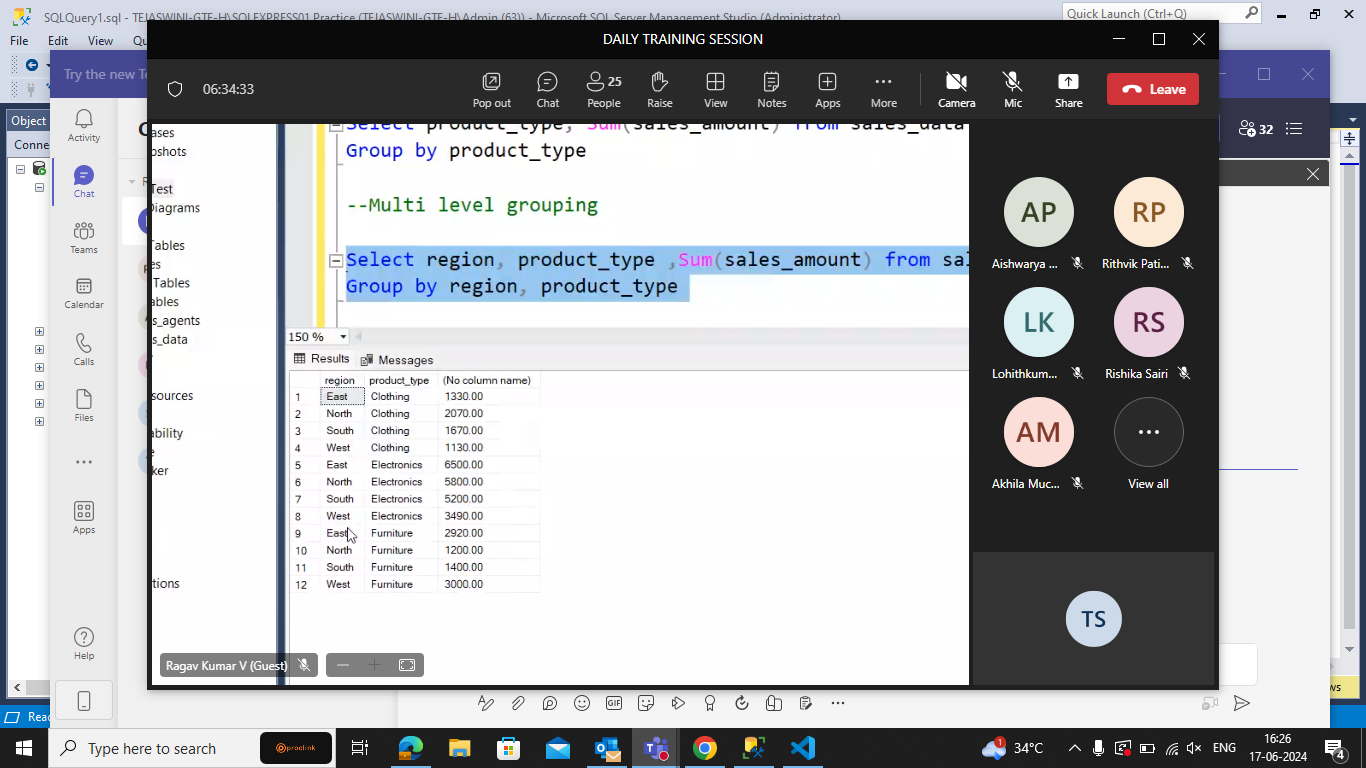 SQLQuery1.sql - TEJASWINI-GTE-H\SQLEXPRESS01.Practice (TEJASWINI-GTE-H\Admin (63)) - Microsoft SQL Server Management Studio (Administrator)
Quick Launch (Ctrl+Q)
File Edit View Qu
DAILY TRAINING SESSION
Try the new Te
06:34:33
Pop out Chat 25 People Raise View Notes Apps More Camera Mic Share Leave
32
Object
Conne
Activity
Chat
Teams
Calendar
Calls
Files
Apps
Help
ases
pshots
Test
Diagrams
Tables
es
Tables
ables
s_agents
s_data
sources
ability
e
ker
tions
Select product_type, Sum(sales_amount) from sales_data
Group by product_type
--Multi level grouping
Select region, product_type ,Sum(sales_amount) from sal
Group by region, product_type
150 %
Results Messages
region product_type (No column name)
1 East Clothing 1330.00
2 North Clothing 2070.00
3 South Clothing 1670.00
4 West Clothing 1130.00
5 East Electronics 6500.00
6 North Electronics 5800.00
7 South Electronics 5200.00
8 West Electronics 3490.00
9 East Furniture 2920.00
10 North Furniture 1200.00
11 South Furniture 1400.00
12 West Furniture 3000.00
Ragav Kumar V (Guest)
AP RP
Aishwarya ... Rithvik Pati...
LK RS
Lohithkum... Rishika Sairi
AM
Akhila Muc... View all
TS
GIF
ws
Read
Type here to search
proclink
1
34°C
ENG
16:26
17-06-2024
4